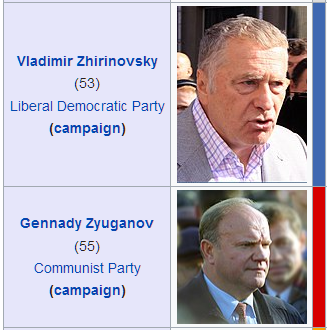 Vladimir Zhirinovsky
(53)
Liberal Democratic Party
(campaign)
Gennady Zyuganov
(55)
Communist Party
(campaign)